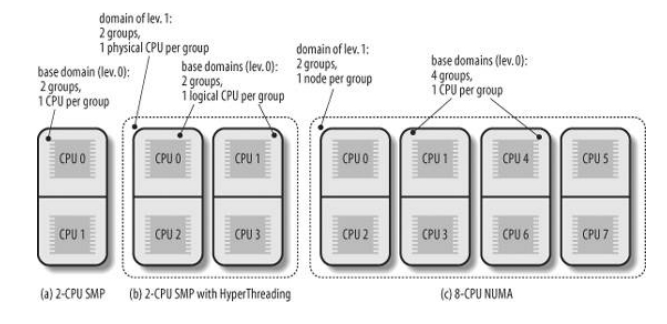 domain of lev. 1:
2 groups,
1 physical CPU per group
base domain (lev. 0):
2 groups,
1 CPU per group
base domains (lev. 0):
2 groups,
1 logical CPU per group
domain of lev. 1:
2 groups,
1 node per group
base domains (lev. 0):
4 groups,
1 CPU per group
CPU 0
CPU 1
CPU 0
CPU 1
CPU 2
CPU 3
CPU 0
CPU 1
CPU 4
CPU 5
CPU 2
CPU 3
CPU 6
CPU 7
(a) 2-CPU SMP
(b) 2-CPU SMP with HyperThreading
(c) 8-CPU NUMA